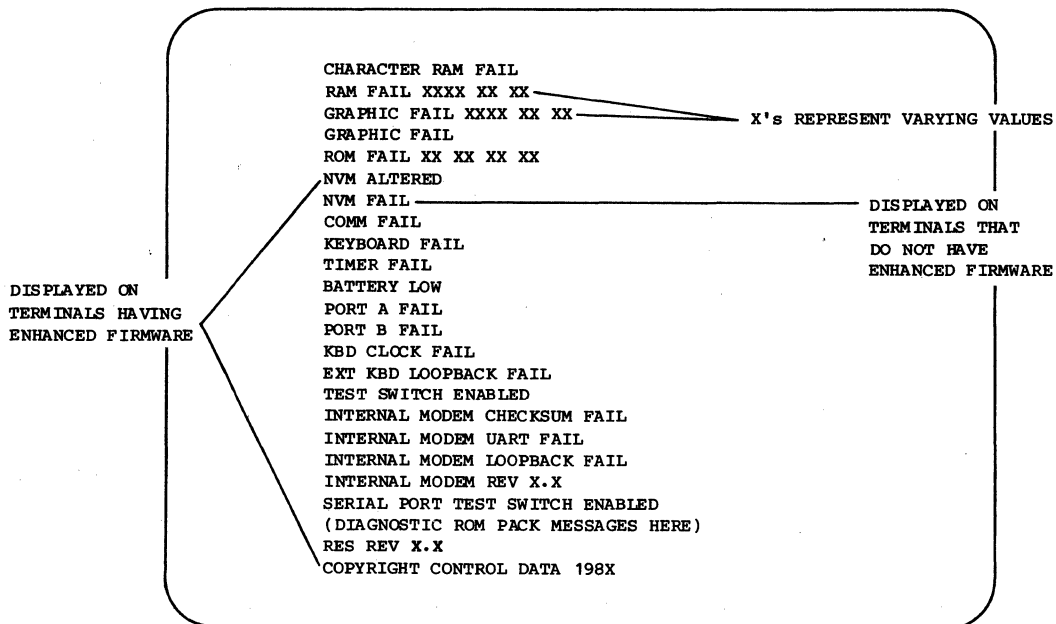 CHARACTER RAM FAIL
RAM FAIL XXXX XX XX
GRAPHIC FAIL XXXX XX XX
X's REPRESENT VARYING VALUES
GRAPHIC FAIL
ROM FAIL XX XX XX XX
NVM ALTERED
NVM FAIL
DISPLAYED ON
TERMINALS THAT
DO NOT HAVE
ENHANCED FIRMWARE
COMM FAIL
KEYBOARD FAIL
TIMER FAIL
BATTERY LOW
DISPLAYED ON
TERMINALS HAVING
ENHANCED FIRMWARE
PORT A FAIL
PORT B FAIL
KBD CLOCK FAIL
EXT KBD LOOPBACK FAIL
TEST SWITCH ENABLED
INTERNAL MODEM CHECKSUM FAIL
INTERNAL MODEM UART FAIL
INTERNAL MODEM LOOPBACK FAIL
INTERNAL MODEM REV X.X
SERIAL PORT TEST SWITCH ENABLED
(DIAGNOSTIC ROM PACK MESSAGES HERE)
RES REV X.X
COPYRIGHT CONTROL DATA 198X